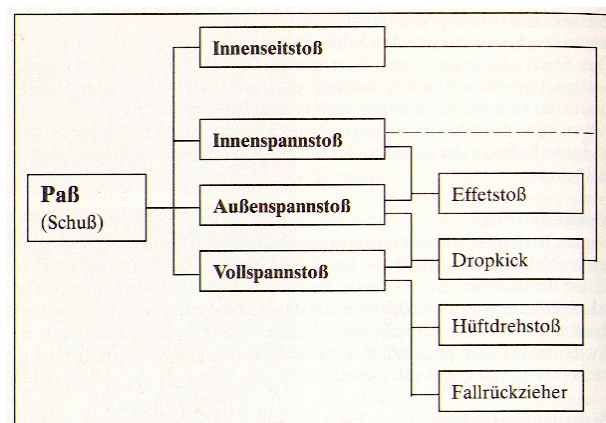 Innenseitstoß
Innenspannstoß
Paß
(Schuß)
Außenspannstoß
Vollspannstoß
Effetstoß
Dropkick
Hüftdrehstoß
Fallrückzieher